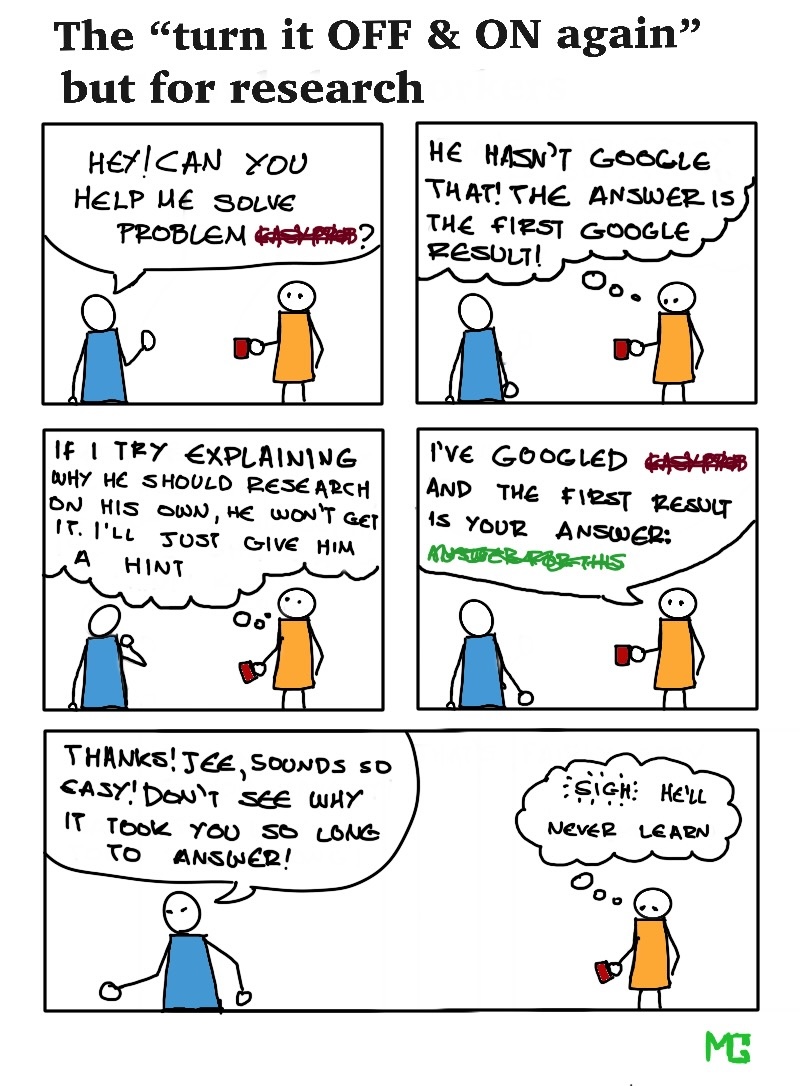 The “turn it OFF & ON again”
but for research
HEY! CAN YOU
HELP ME SOLVE
PROBLEM ?
HE HASN'T GOOGLE
THAT! THE ANSWER IS
THE FIRST GOOGLE
RESULT!
IF I TRY EXPLAINING
WHY HE SHOULD RESEARCH
ON HIS OWN, HE WON'T GET
IT. I'LL JUST GIVE HIM
A HINT
I'VE GOOGLED
AND THE FIRST RESULT
IS YOUR ANSWER:
THANKS! JEE, SOUNDS SO
EASY! DON'T SEE WHY
IT TOOK YOU SO LONG
TO ANSWER!
SIGH: HE'LL
NEVER LEARN
MG